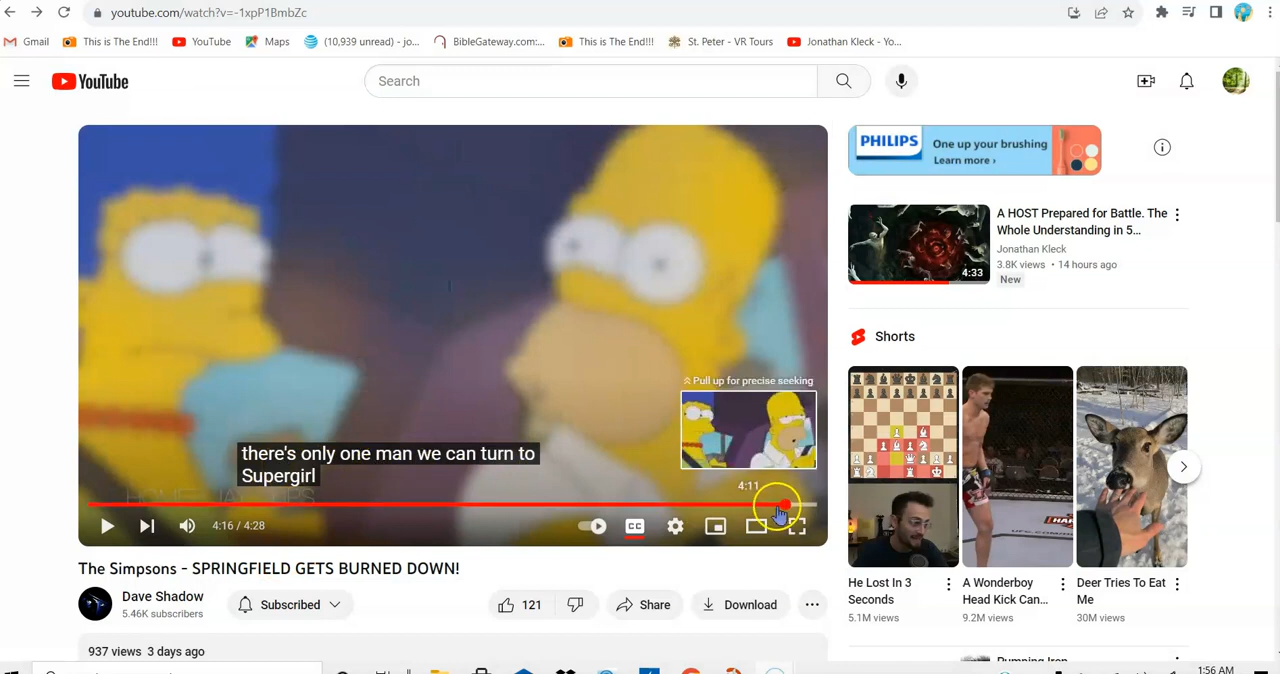 youtube.com/watch?v=-1xpP1BmbZc
Gmail
This is The End!!!
YouTube
Maps
(10,939 unread) - jo...
BibleGateway.com:...
This is The End!!!
St. Peter - VR Tours
Jonathan Kleck - Yo...
YouTube
Search
PHILIPS
One up your brushing
Learn more ›
A HOST Prepared for Battle. The
Whole Understanding in 5...
Jonathan Kleck
3.8K views • 14 hours ago
New
4:33
Shorts
Pull up for precise seeking
there's only one man we can turn to
Supergirl
4:11
4:16 / 4:28
CC
The Simpsons - SPRINGFIELD GETS BURNED DOWN!
Dave Shadow
5.46K subscribers
Subscribed
121
Share
Download
937 views 3 days ago
He Lost In 3
Seconds
5.1M views
A Wonderboy
Head Kick Can...
9.2M views
Deer Tries To Eat
Me
30M views
1:56 AM